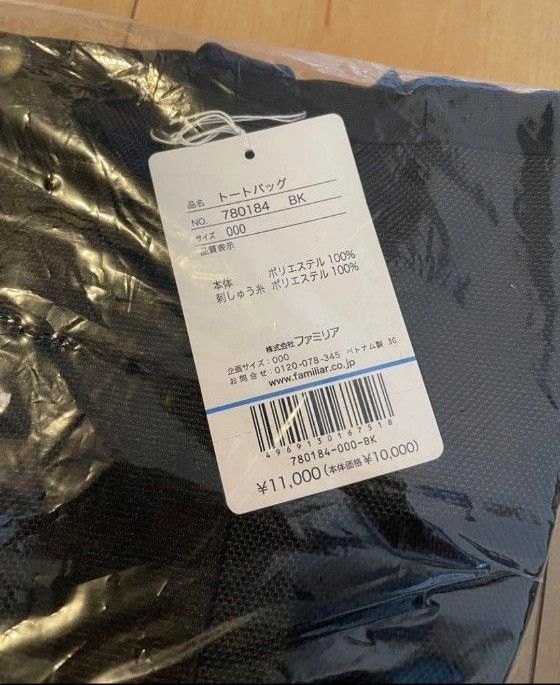 品名 トートバッグ
NO. 780184 BK
サイズ 000
品質表示
本体 ポリエステル 100%
刺しゅう糸 ポリエステル 100%
株式会社ファミリア
企画サイズ:000
お問合せ:0120-078-345 ベトナム製 30
www.familiar.co.jp
4969130167518
780184-000-BK
¥11,000(本体価格¥10,000)